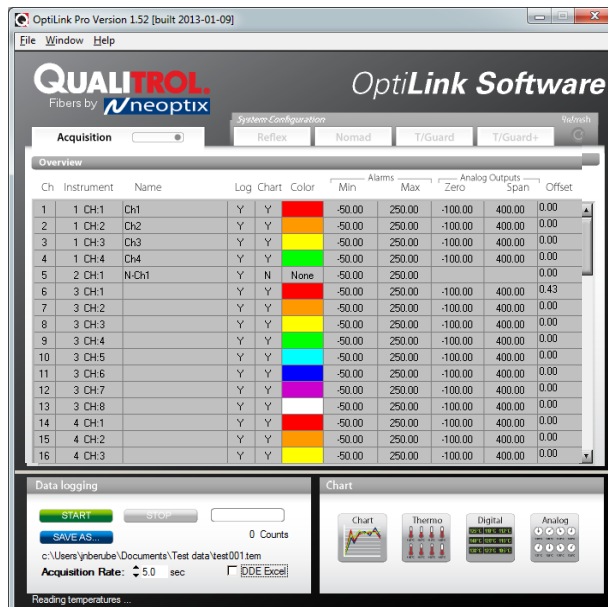 OptiLink Pro Version 1.52 [built 2013-01-09]
File Window Help
QUALITROL.
Fibers by neoptix
OptiLink Software
System Configuration
Refresh
Acquisition Reflex Nomad T/Guard T/Guard+
Overview
Alarms Analog Outputs
Ch Instrument Name Log Chart Color Min Max Zero Span Offset
1 1 CH:1 Ch1 Y Y -50.00 250.00 -100.00 400.00 0.00
2 1 CH:2 Ch2 Y Y -50.00 250.00 -100.00 400.00 0.00
3 1 CH:3 Ch3 Y Y -50.00 250.00 -100.00 400.00 0.00
4 1 CH:4 Ch4 Y Y -50.00 250.00 -100.00 400.00 0.00
5 2 CH:1 N-Ch1 Y N None -50.00 250.00 0.00
6 3 CH:1 Y Y -50.00 250.00 -100.00 400.00 0.43
7 3 CH:2 Y Y -50.00 250.00 -100.00 400.00 0.00
8 3 CH:3 Y Y -50.00 250.00 -100.00 400.00 0.00
9 3 CH:4 Y Y -50.00 250.00 -100.00 400.00 0.00
10 3 CH:5 Y Y -50.00 250.00 -100.00 400.00 0.00
11 3 CH:6 Y Y -50.00 250.00 -100.00 400.00 0.00
12 3 CH:7 Y Y -50.00 250.00 -100.00 400.00 0.00
13 3 CH:8 Y Y -50.00 250.00 -100.00 400.00 0.00
14 4 CH:1 Y Y -50.00 250.00 -100.00 400.00 0.00
15 4 CH:2 Y Y -50.00 250.00 -100.00 400.00 0.00
16 4 CH:3 Y Y -50.00 250.00 -100.00 400.00 0.00
Data logging
START STOP
SAVE AS... 0 Counts
c:\Users\jnberube\Documents\Test data\test001.tem
Acquisition Rate: 5.0 sec DDE Excel
Reading temperatures ...
Chart
Chart Thermo Digital Analog